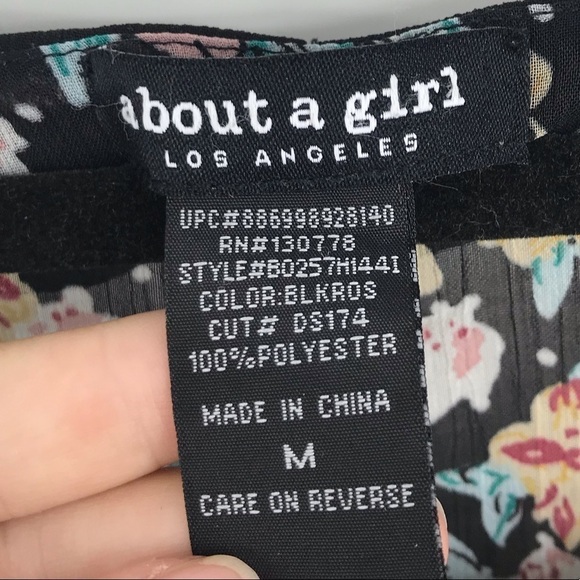 about a girl
LOS ANGELES
UPC#886998928140
RN#130778
STYLE#B0257H144I
COLOR:BLKROS
CUT# DS174
100%POLYESTER
MADE IN CHINA
M
CARE ON REVERSE